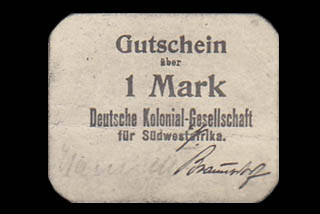 Gutschein
über
1 Mark
Deutsche Kolonial-Gesellschaft
für Südwestafrika.